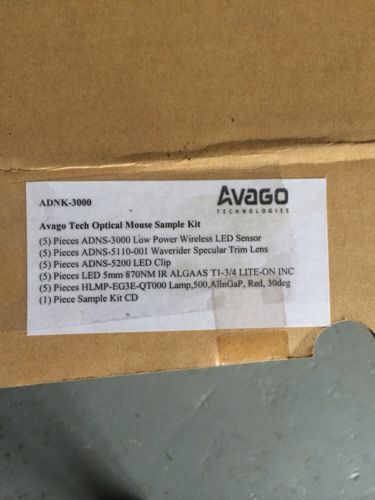 ADNK-3000
AVAGO
TECHNOLOGIES
Avago Tech Optical Mouse Sample Kit
(5) Pieces ADNS-3000 Low Power Wireless LED Sensor
(5) Pieces ADNS-5110-001 Waverider Specular Trim Lens
(5) Pieces ADNS-5200 LED Clip
(5) Pieces LED 5mm 870NM IR ALGAAS T1-3/4 LITE-ON INC
(5) Pieces HLMP-EG3E-QT000 Lamp,500,AlInGaP, Red, 30deg
(1) Piece Sample Kit CD